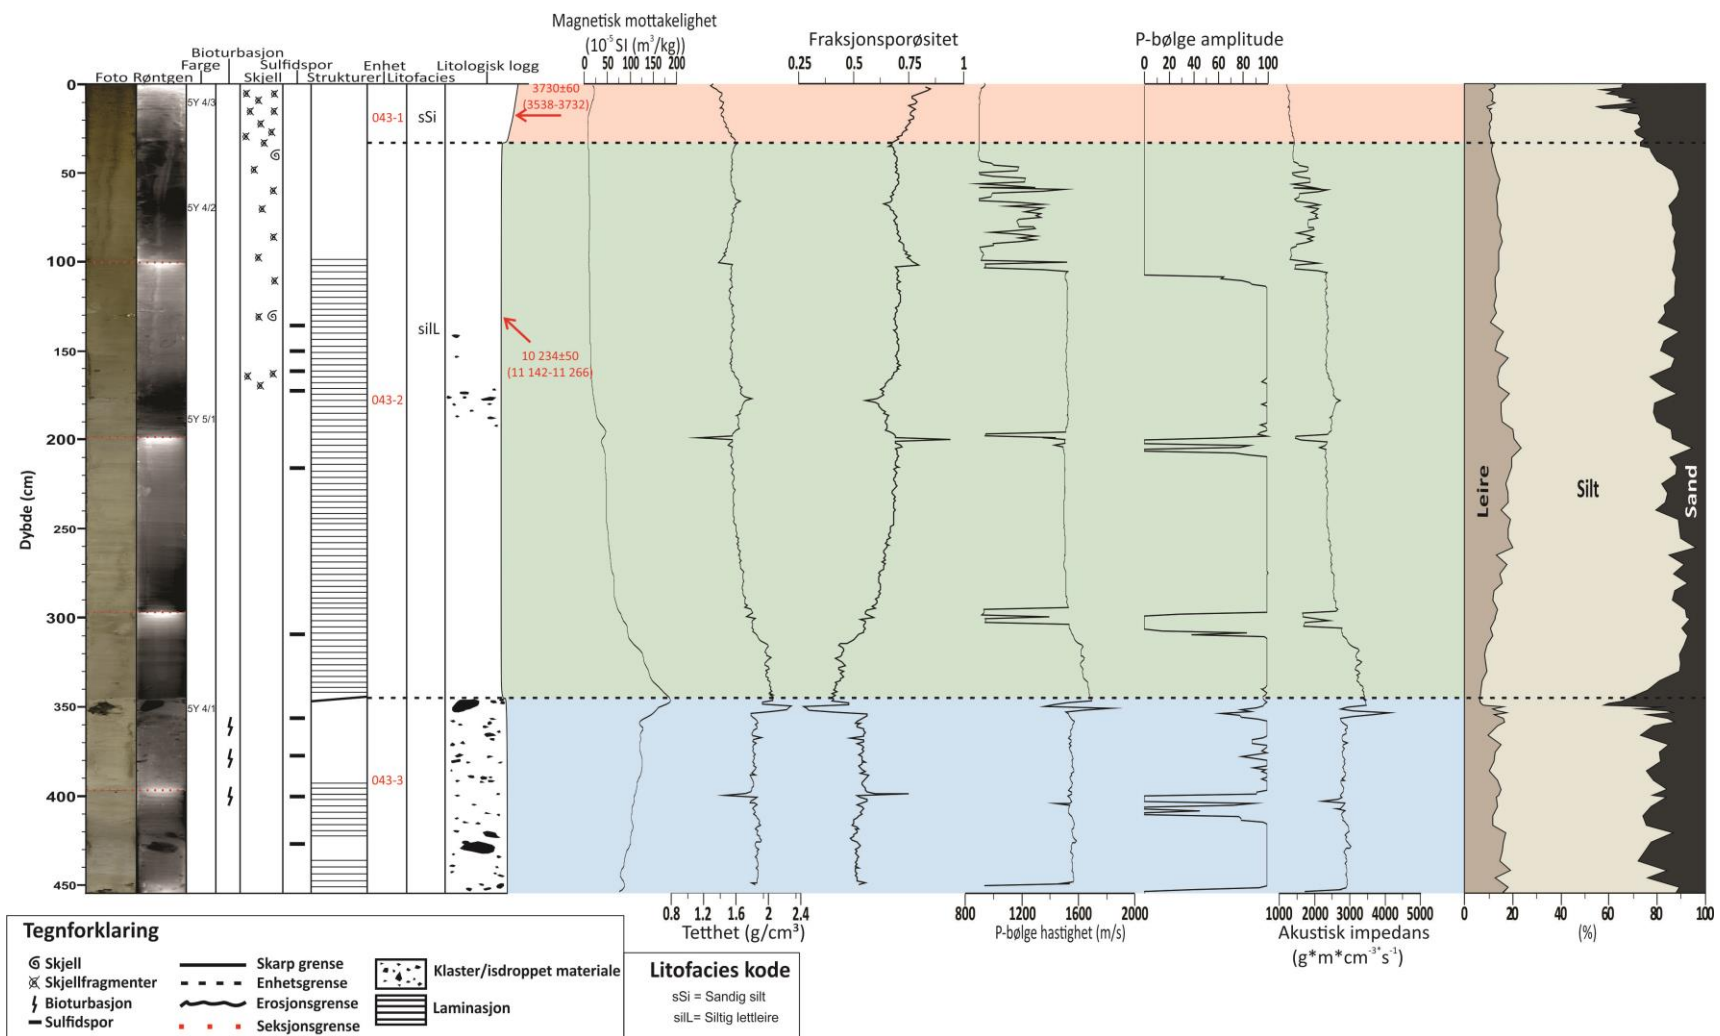 Magnetisk mottakelighet
(10⁻⁵ SI (m³/kg))
Fraksjonsporøsitet
P-bølge amplitude
0 50 100 150 200
0.25 0.5 0.75 1
0 20 40 60 80 100
Bioturbasjon
Farge
Sulfidspor
Enhet
Litologisk logg
Foto
Røntgen
Skjell
Strukturer
Litofacies
Dybde (cm)
0
50
100
150
200
250
300
350
400
450
5Y 4/3
5Y 4/2
5Y 5/1
5Y 4/1
043-1
043-2
043-3
sSi
silL
3730±60
(3538-3732)
10 234±50
(11 142-11 266)
Leire
Silt
Sand
0.8 1.2 1.6 2 2.4
Tetthet (g/cm³)
800 1200 1600 2000
P-bølge hastighet (m/s)
1000 2000 3000 4000 5000
Akustisk impedans
(g*m*cm⁻³*s⁻¹)
0 20 40 60 80 100
(%)
Tegnforklaring
Skjell
Skjellfragmenter
Bioturbasjon
Sulfidspor
Skarp grense
Enhetsgrense
Erosjonsgrense
Seksjonsgrense
Klaster/isdroppet materiale
Laminasjon
Litofacies kode
sSi = Sandig silt
silL= Siltig lettleire